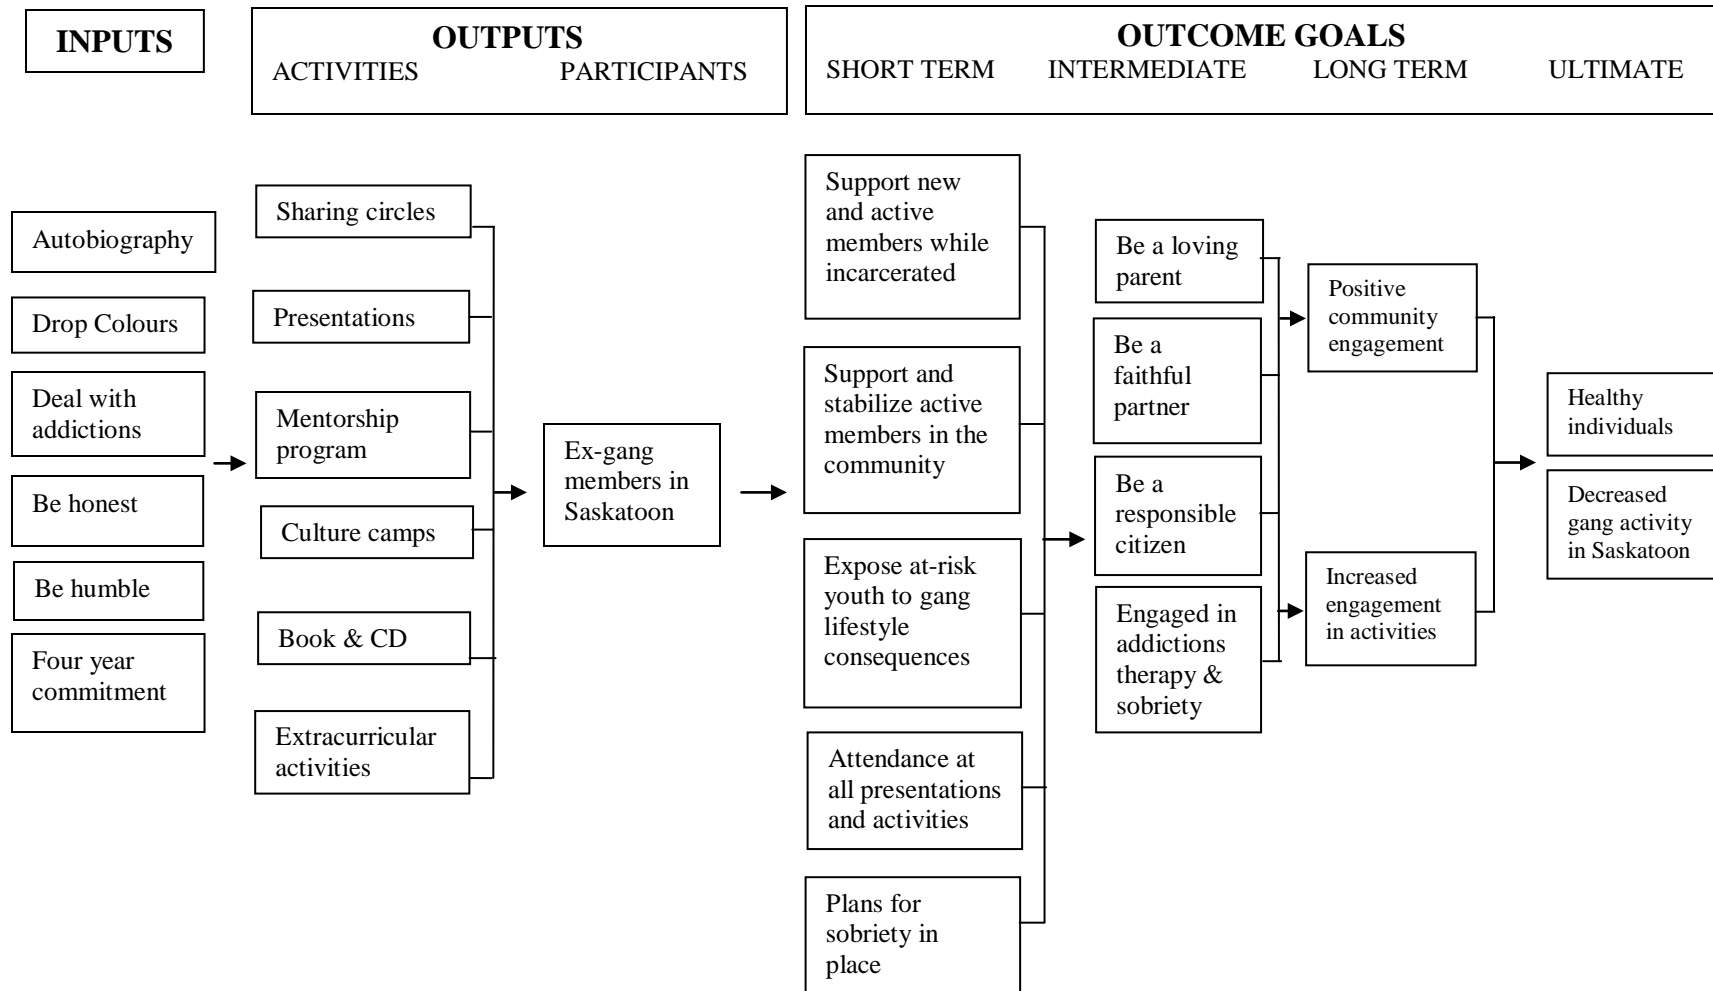 INPUTS
OUTPUTS
ACTIVITIES
PARTICIPANTS
OUTCOME GOALS
SHORT TERM
INTERMEDIATE
LONG TERM
ULTIMATE
Autobiography
Drop Colours
Deal with
addictions
Be honest
Be humble
Four year
commitment
Sharing circles
Presentations
Mentorship
program
Culture camps
Book & CD
Extracurricular
activities
Ex-gang
members in
Saskatoon
Support new
and active
members while
incarcerated
Support and
stabilize active
members in the
community
Expose at-risk
youth to gang
lifestyle
consequences
Attendance at
all presentations
and activities
Plans for
sobriety in
place
Be a loving
parent
Be a
faithful
partner
Be a
responsible
citizen
Engaged in
addictions
therapy &
sobriety
Positive
community
engagement
Increased
engagement
in activities
Healthy
individuals
Decreased
gang activity
in Saskatoon